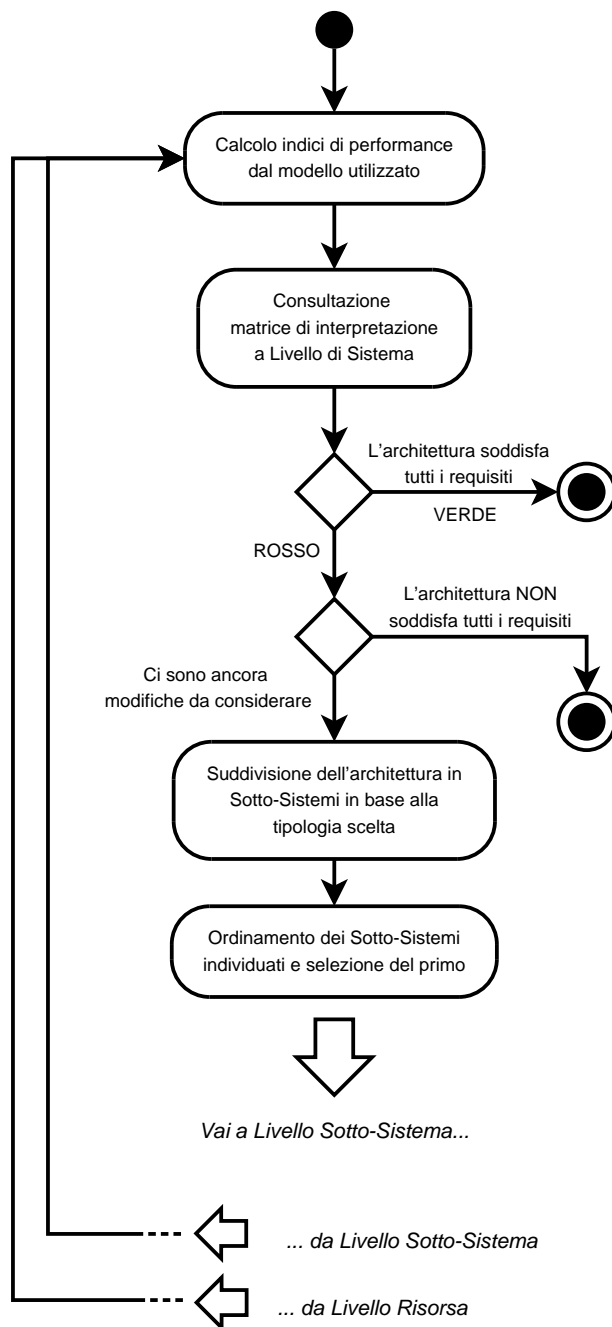 Calcolo indici di performance
dal modello utilizzato
Consultazione
matrice di interpretazione
a Livello di Sistema
L'architettura soddisfa
tutti i requisiti
VERDE
ROSSO
L'architettura NON
soddisfa tutti i requisiti
Ci sono ancora
modifiche da considerare
Suddivisione dell'architettura in
Sotto-Sistemi in base alla
tipologia scelta
Ordinamento dei Sotto-Sistemi
individuati e selezione del primo
Vai a Livello Sotto-Sistema...
... da Livello Sotto-Sistema
... da Livello Risorsa